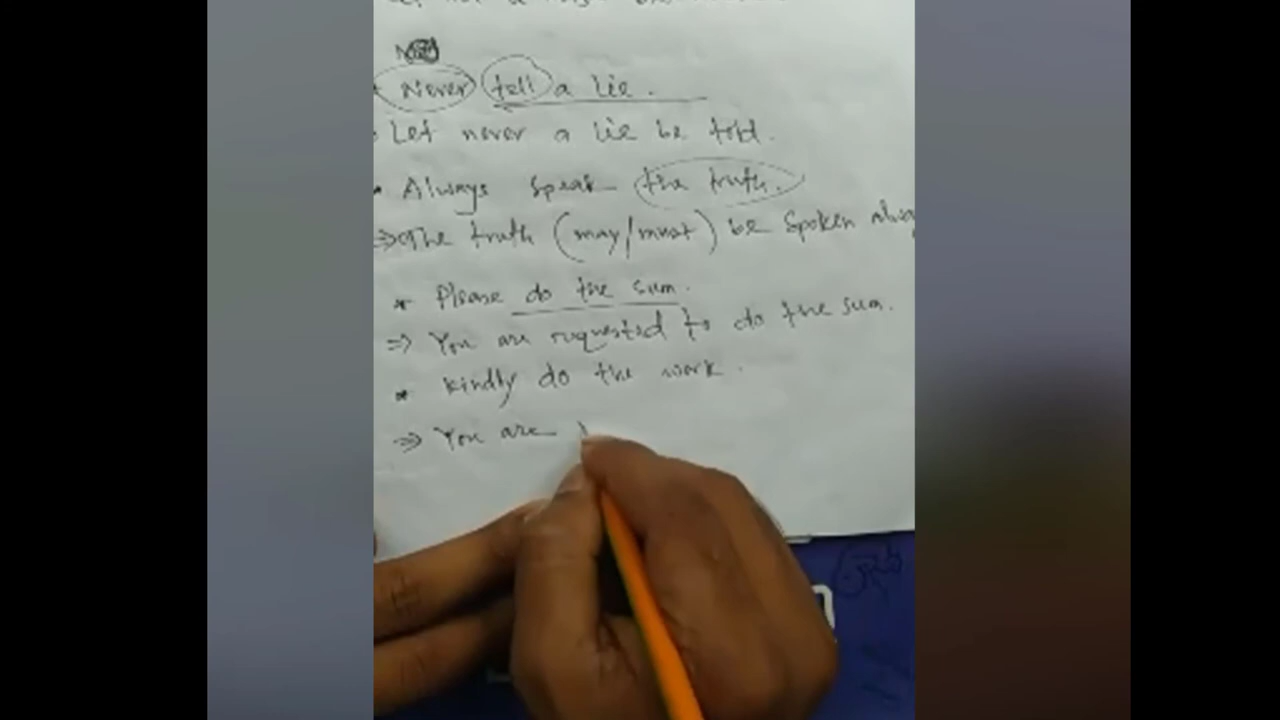 Never tell a lie.
Let never a lie be told.
• Always speak the truth.
⇒ The truth (may/must) be spoken
* Please do the sum.
⇒ You are requested to do the sum.
* Kindly do the work.
⇒ You are